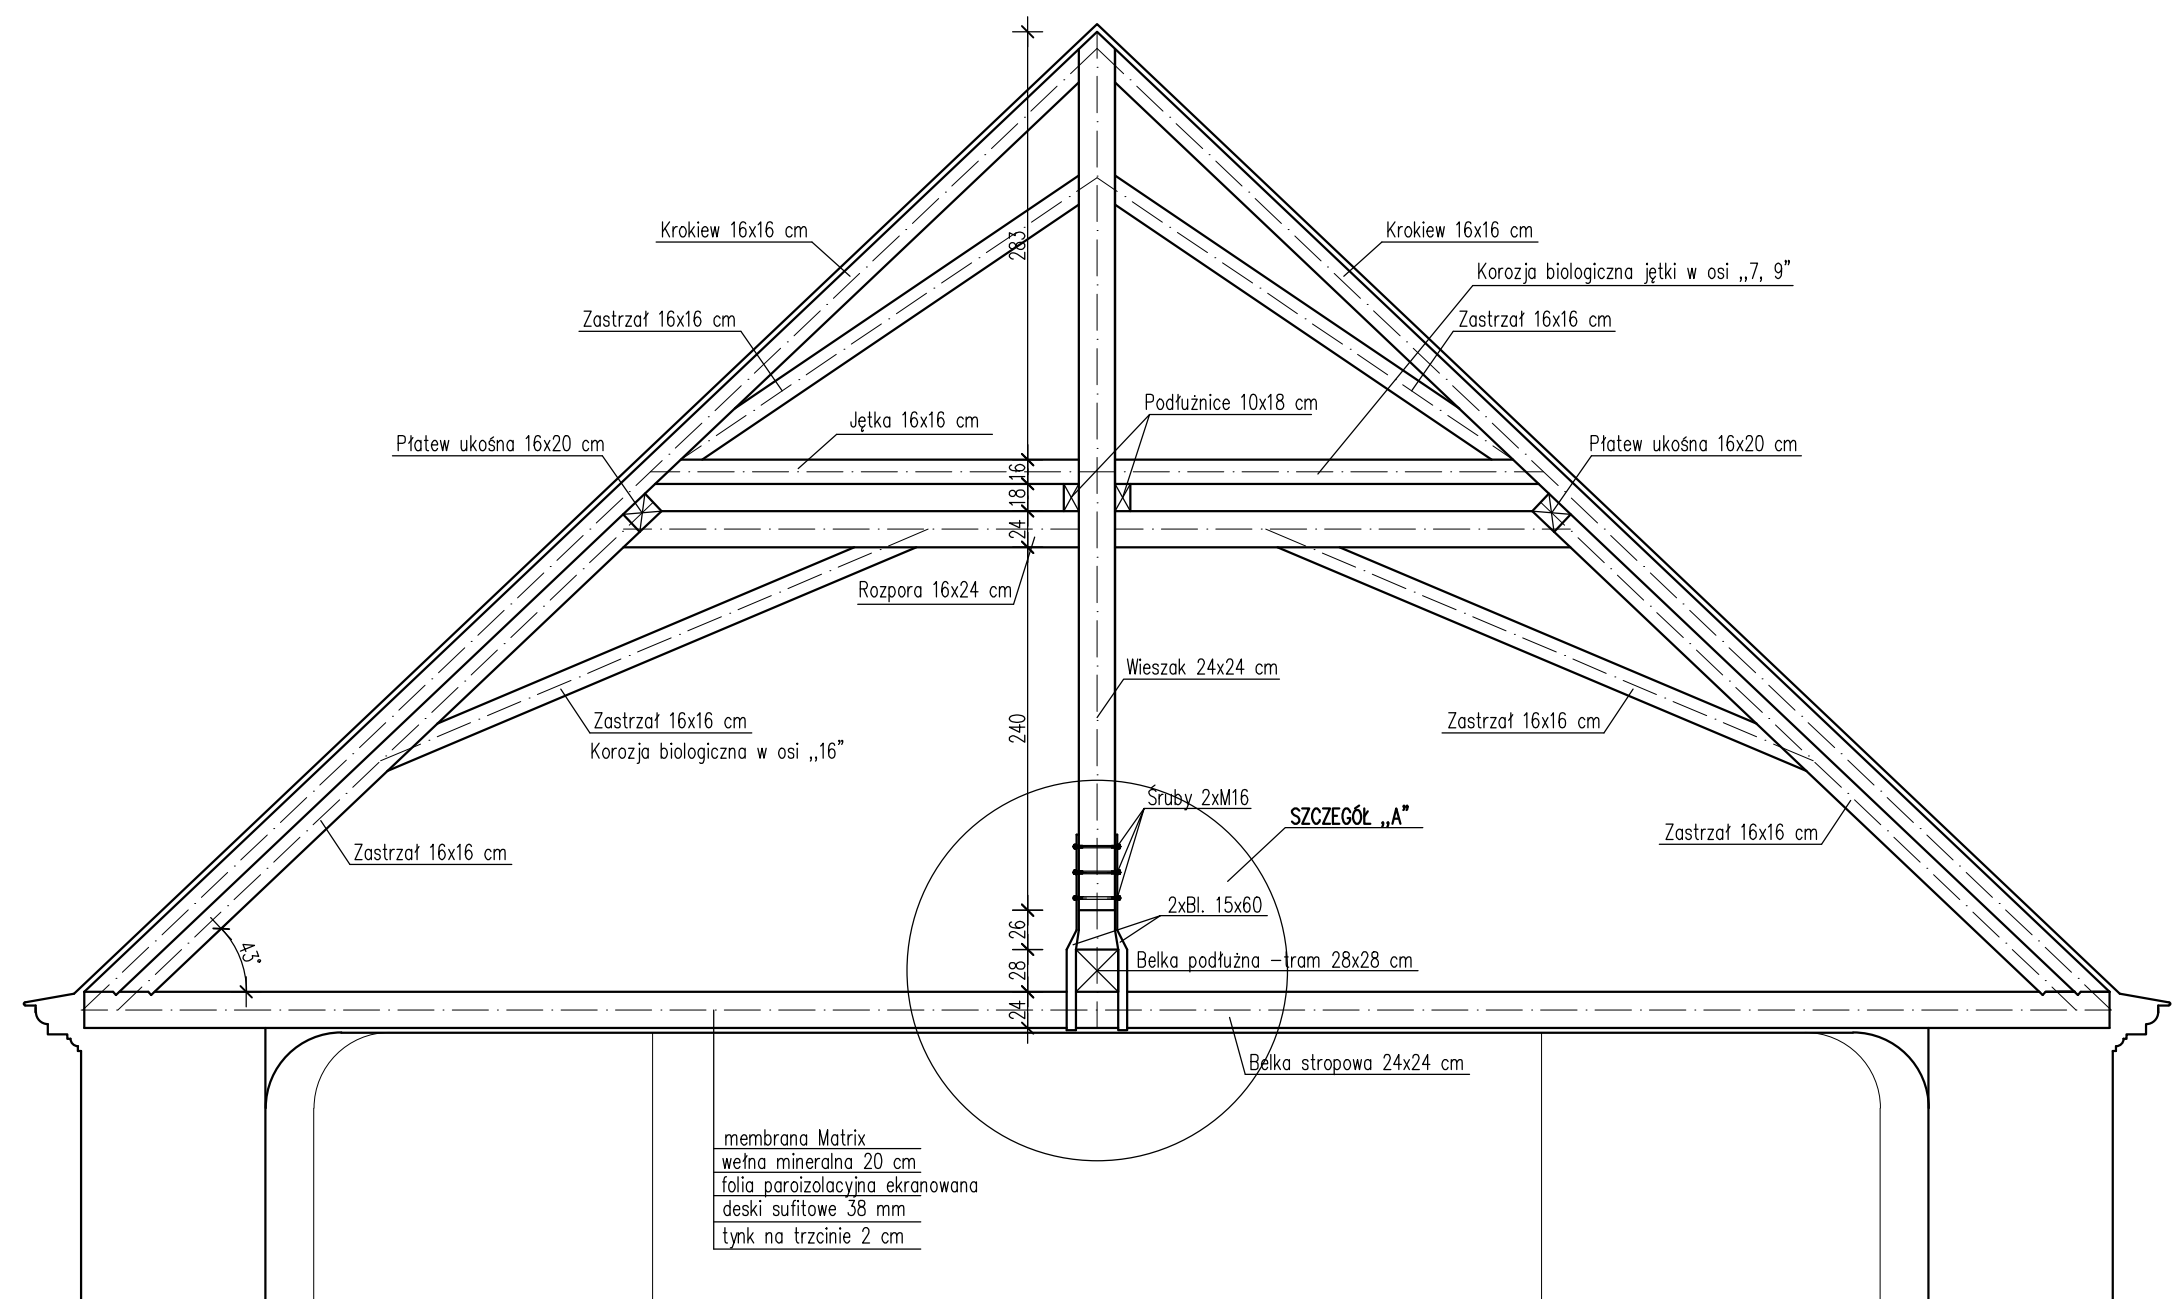 Krokiew 16x16 cm
Krokiew 16x16 cm
283
Korozja biologiczna jętki w osi ,,7, 9"
Zastrzał 16x16 cm
Zastrzał 16x16 cm
Podłużnice 10x18 cm
Jętka 16x16 cm
Płatew ukośna 16x20 cm
Płatew ukośna 16x20 cm
16
18
24
Rozpora 16x24 cm
Wieszak 24x24 cm
Zastrzał 16x16 cm
Korozja biologiczna w osi ,,16"
240
Zastrzał 16x16 cm
Śruby 2xM16
SZCZEGÓŁ ,,A"
Zastrzał 16x16 cm
Zastrzał 16x16 cm
2xBl. 15x60
26
43°
Belka podłużna -tram 28x28 cm
28
24
Belka stropowa 24x24 cm
membrana Matrix
wełna mineralna 20 cm
folia paroizolacyjna ekranowana
deski sufitowe 38 mm
tynk na trzcinie 2 cm